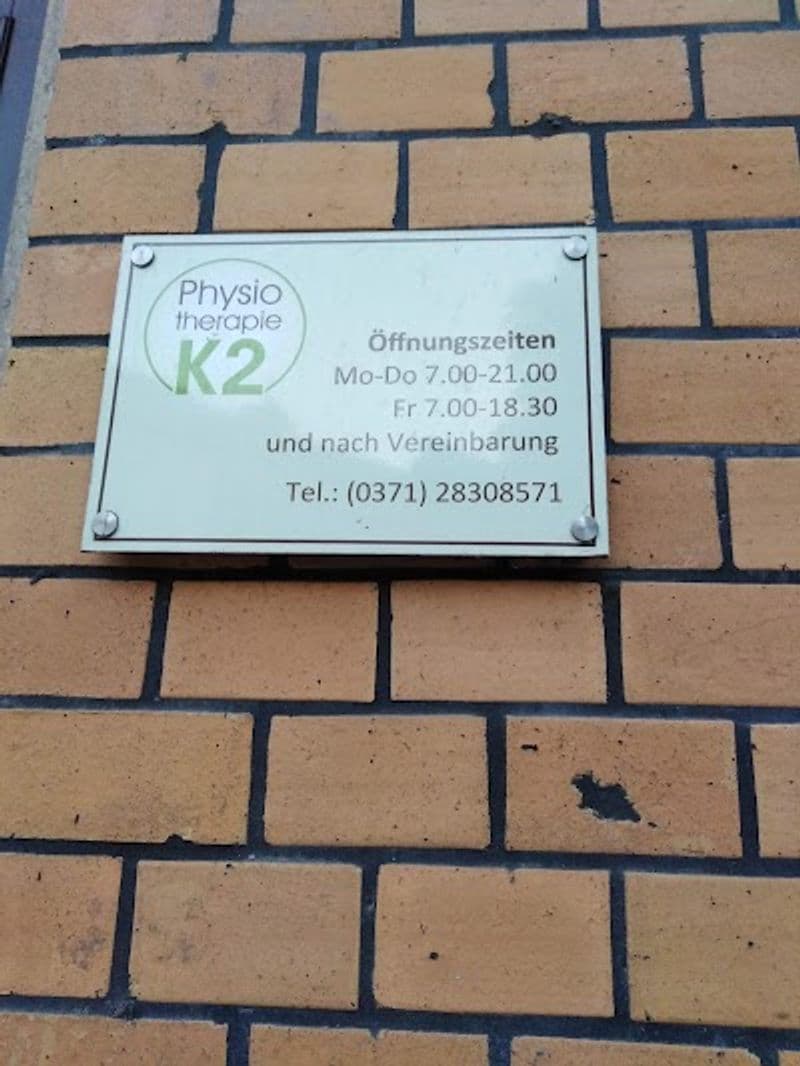 Physio
therapie
K2
Öffnungszeiten
Mo-Do 7.00-21.00
Fr 7.00-18.30
und nach Vereinbarung
Tel.: (0371) 28308571